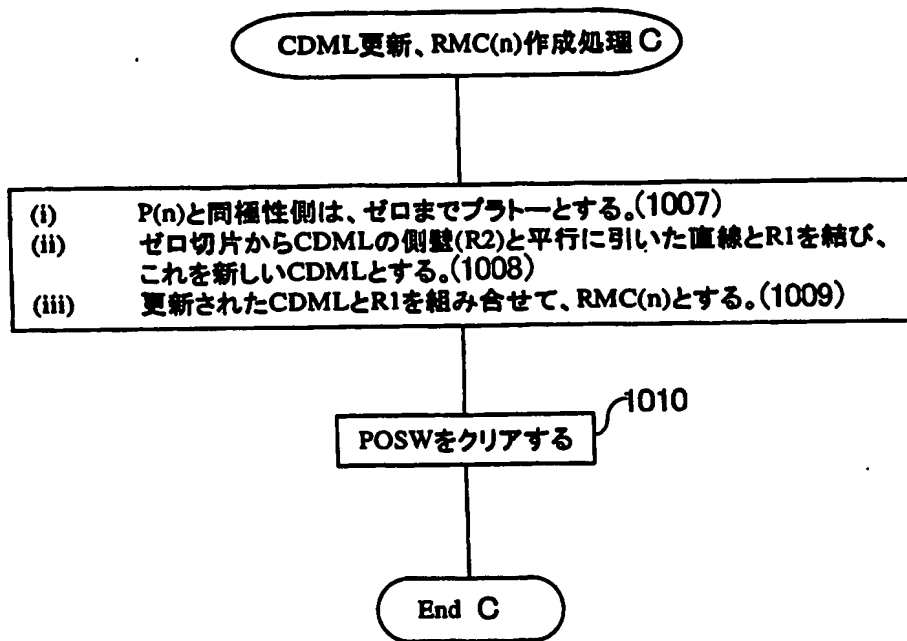 CDML更新、RMC(n)作成処理 C
(i) P(n)と同極性側は、ゼロまでプラトーとする。(1007)
(ii) ゼロ切片からCDMLの側壁(R2)と平行に引いた直線とR1を結び、
これを新しいCDMLとする。(1008)
(iii) 更新されたCDMLとR1を組み合せて、RMC(n)とする。(1009)
1010
POSWをクリアする
End C